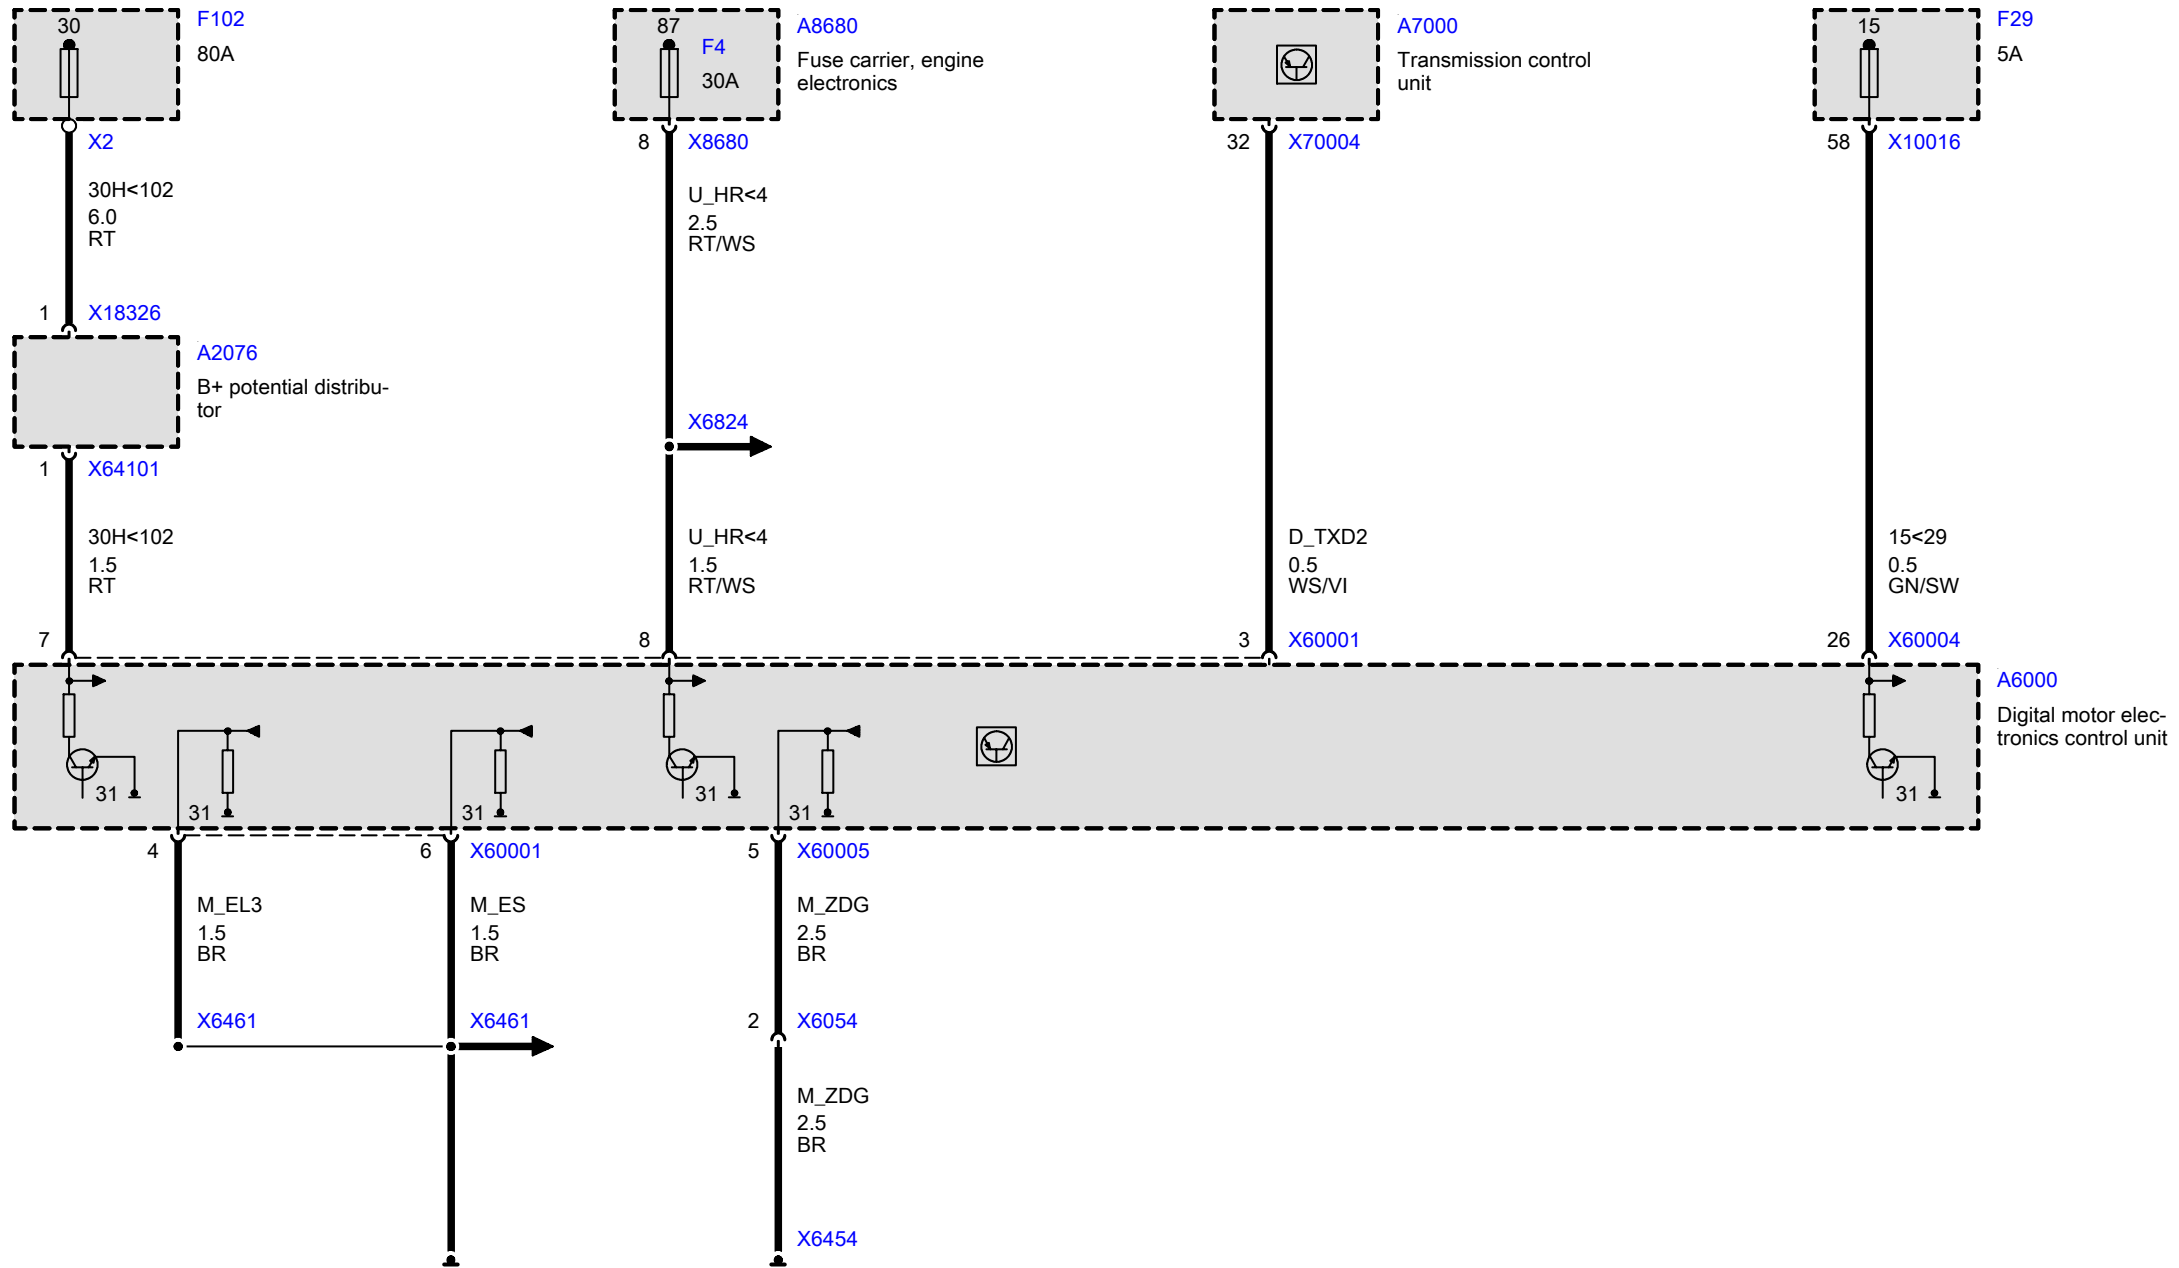 30
F102
80A
87
F4
30A
A8680
Fuse carrier, engine
electronics
A7000
Transmission control
unit
15
F29
5A
X2
8
X8680
32
X70004
58
X10016
30H<102
6.0
RT
U_HR<4
2.5
RT/WS
1
X18326
A2076
B+ potential distribu-
tor
X6824
1
X64101
30H<102
1.5
RT
U_HR<4
1.5
RT/WS
D_TXD2
0.5
WS/VI
15<29
0.5
GN/SW
7
8
3
X60001
26
X60004
A6000
Digital motor elec-
tronics control unit
31
31
31
31
31
31
4
6
X60001
5
X60005
M_EL3
1.5
BR
M_ES
1.5
BR
M_ZDG
2.5
BR
X6461
X6461
2
X6054
M_ZDG
2.5
BR
X6454